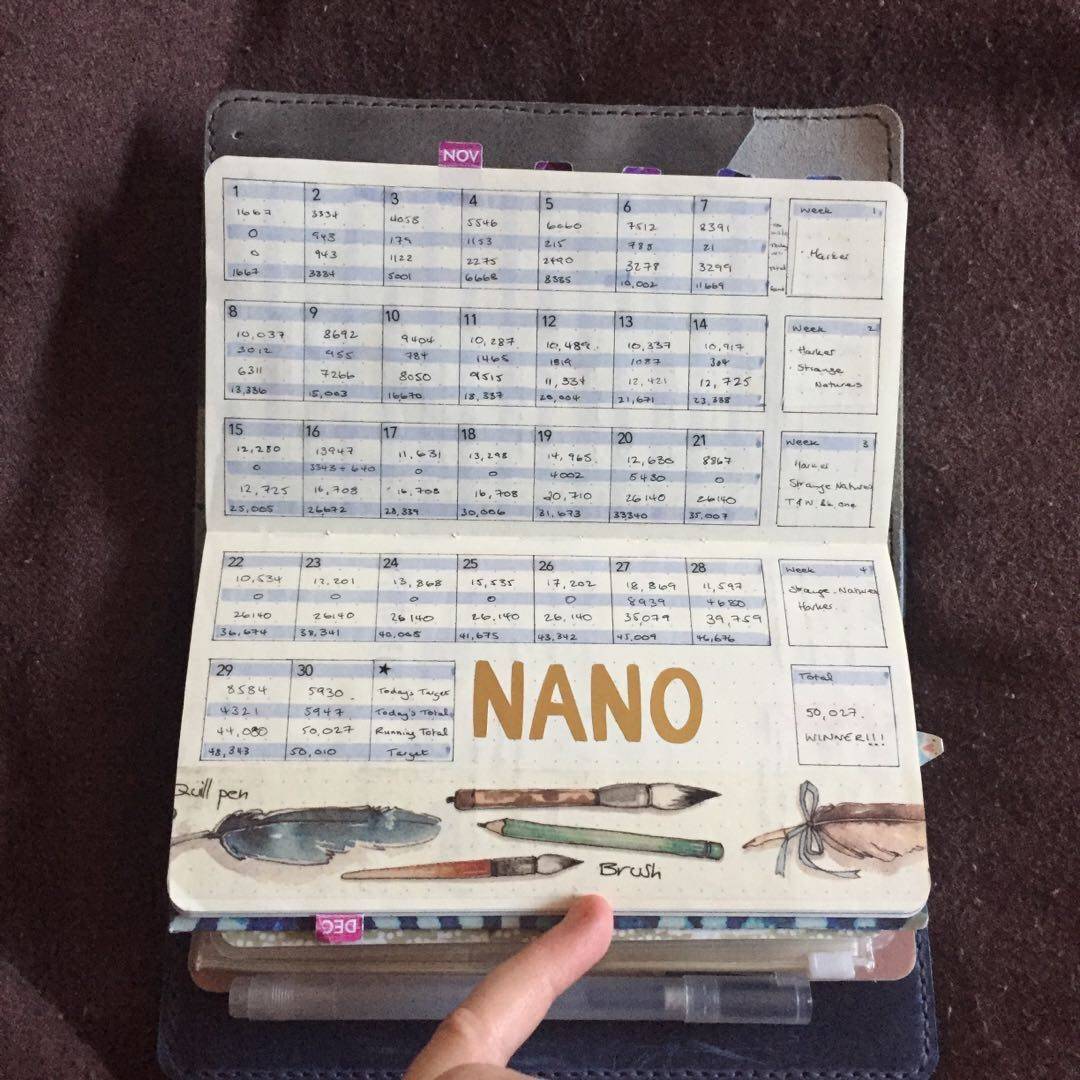 NOV
1 2 3 4 5 6 7
1667 3334 4058 5546 6060 7512 8391
0 943 179 1153 215 788 21
0 943 1122 2275 2490 3278 3299
1667 3334 5001 6668 8335 10,002 11669
Week 1
· Harker
8 9 10 11 12 13 14
10,037 8692 9404 10,287 10,489 10,337 10,917
3012 955 784 1465 1819 1087 304
6311 7266 8050 9515 11,334 12,421 12,725
13,336 15,003 16670 18,337 20,004 21,671 23,338
Week 2
· Harker
· Strange
Natures
15 16 17 18 19 20 21
12,280 13947 11,631 13,298 14,965 12,630 8867
0 3343 + 640 0 0 4002 5430 0
12,725 16,708 16,708 16,708 20,710 26140 26140
25,005 26672 28,339 30,006 31,673 33340 35,007
Week 3
Harker
Strange Natures
22 23 24 25 26 27 28
10,534 12,201 13,868 15,535 17,202 18,869 11,597
0 0 0 0 0 8939 4680
26140 26140 26140 26,140 26,140 35079 39,759
36,674 38,341 40,008 41,675 43,342 45,009 46,676
Week 4
Strange Natures
Harker
29 30 ★
8584 5930 Today's Target
4321 5947 Today's Total
44,080 50,027 Running Total
48,343 50,010 Target
NANO
Total
50,027
WINNER!!!
Quill pen
Brush
DEC